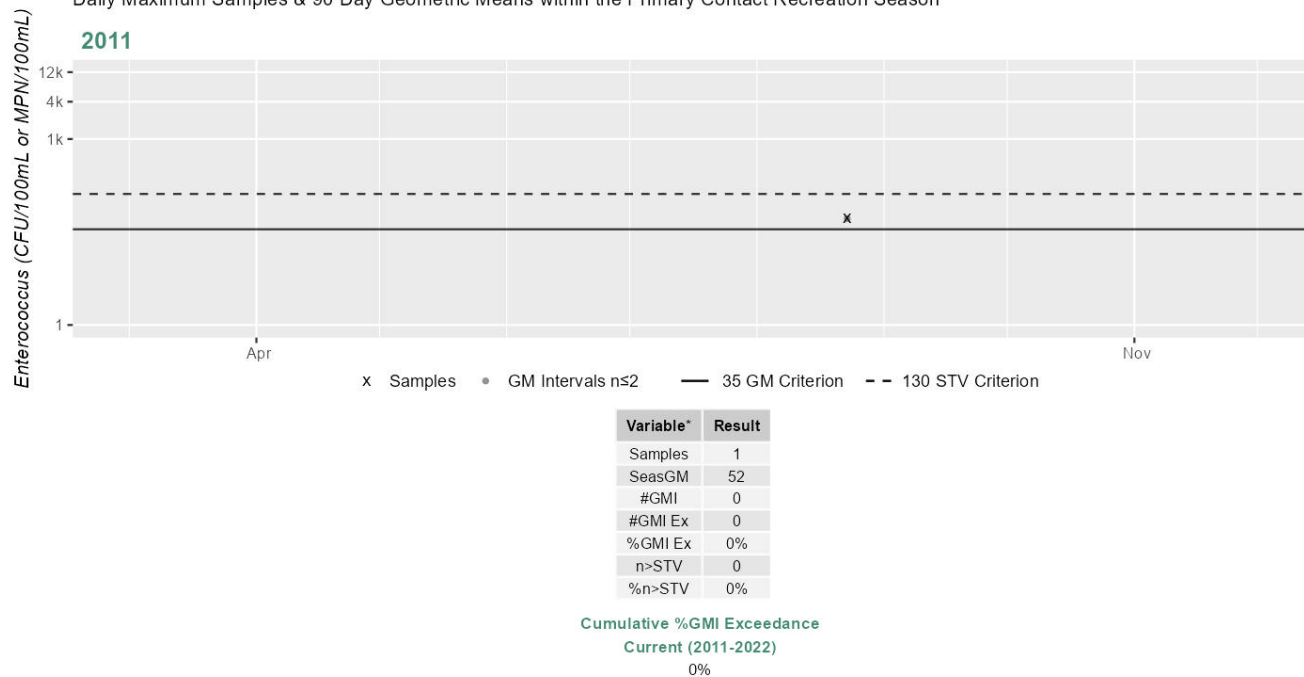 Daily Maximum Samples & 90 Day Geometric Means within the Primary Contact Recreation Season
2011
Enterococcus (CFU/100mL or MPN/100mL)
12k
4k
1k
1
Apr
Nov
x Samples GM Intervals n≤2 35 GM Criterion 130 STV Criterion
Variable* Result
Samples 1
SeasGM 52
#GMI 0
#GMI Ex 0
%GMI Ex 0%
n>STV 0
%n>STV 0%
Cumulative %GMI Exceedance
Current (2011-2022)
0%